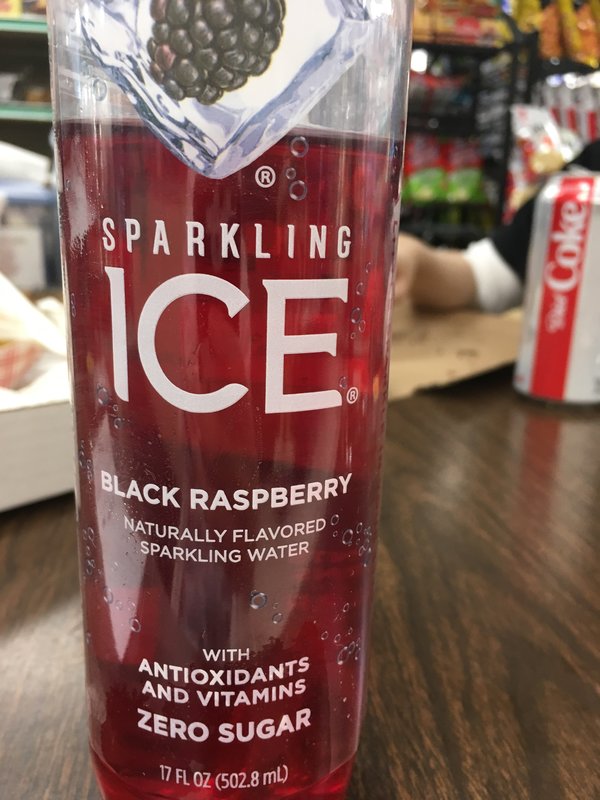 ®
SPARKLING
ICE®
BLACK RASPBERRY
NATURALLY FLAVORED
SPARKLING WATER
WITH
ANTIOXIDANTS
AND VITAMINS
ZERO SUGAR
17 FL OZ (502.8 mL)
Diet Coke